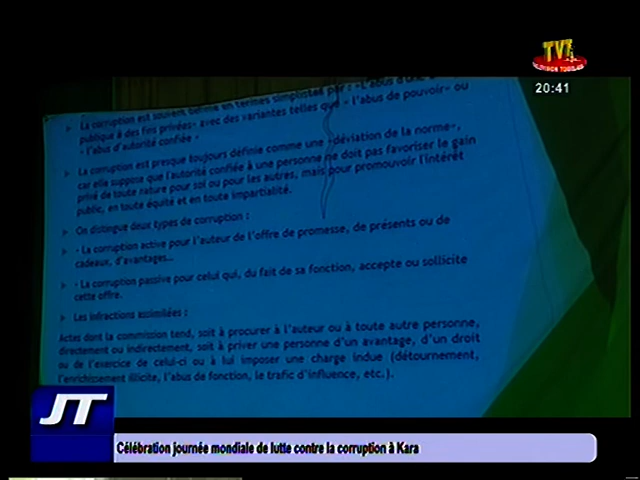 TVT
TELEVISION TOGOLAISE
20:41
La corruption est souvent définie en termes simplistes par : « L'abus d'une
publique à des fins privées» avec des variantes telles que « l'abus de pouvoir» ou
« l'abus d'autorité confiée »
La corruption est presque toujours définie comme une «déviation de la norme»,
car elle suppose que l'autorité confiée à une personne ne doit pas favoriser le gain
privé de toute nature pour soi ou pour les autres, mais pour promouvoir l'intérêt
public, en toute équité et en toute impartialité.
On distingue deux types de corruption :
· La corruption active pour l'auteur de l'offre de promesse, de présents ou de
cadeaux, d'avantages…
· La corruption passive pour celui qui, du fait de sa fonction, accepte ou sollicite
cette offre.
Les infractions assimilées :
Actes dont la commission tend, soit à procurer à l'auteur ou à toute autre personne,
directement ou indirectement, soit à priver une personne d'un avantage, d'un droit
ou de l'exercice de celui-ci ou à lui imposer une charge indue (détournement,
l'enrichissement illicite, l'abus de fonction, le trafic d'influence, etc.).
JT
Célébration journée mondiale de lutte contre la corruption à Kara